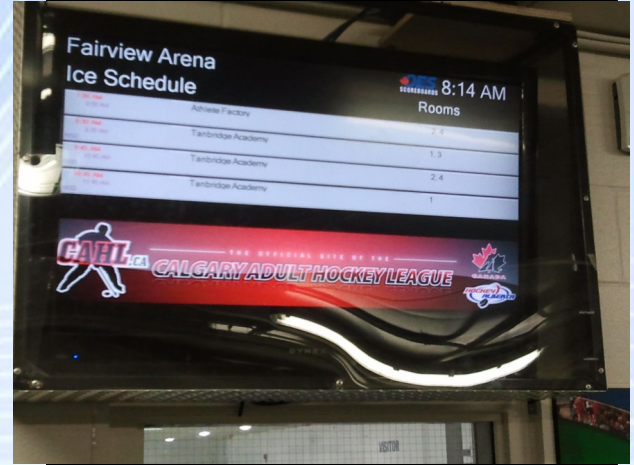 Fairview Arena
Ice Schedule
OES
SCOREBOARDS
8:14 AM
Rooms
Athlete Factory
2, 4
Tanbridge Academy
1, 3
Tanbridge Academy
2, 4
Tanbridge Academy
1
CAHL.CA
THE OFFICIAL SITE OF THE
CALGARY ADULT HOCKEY LEAGUE
CANADA
HOCKEY
VISITOR